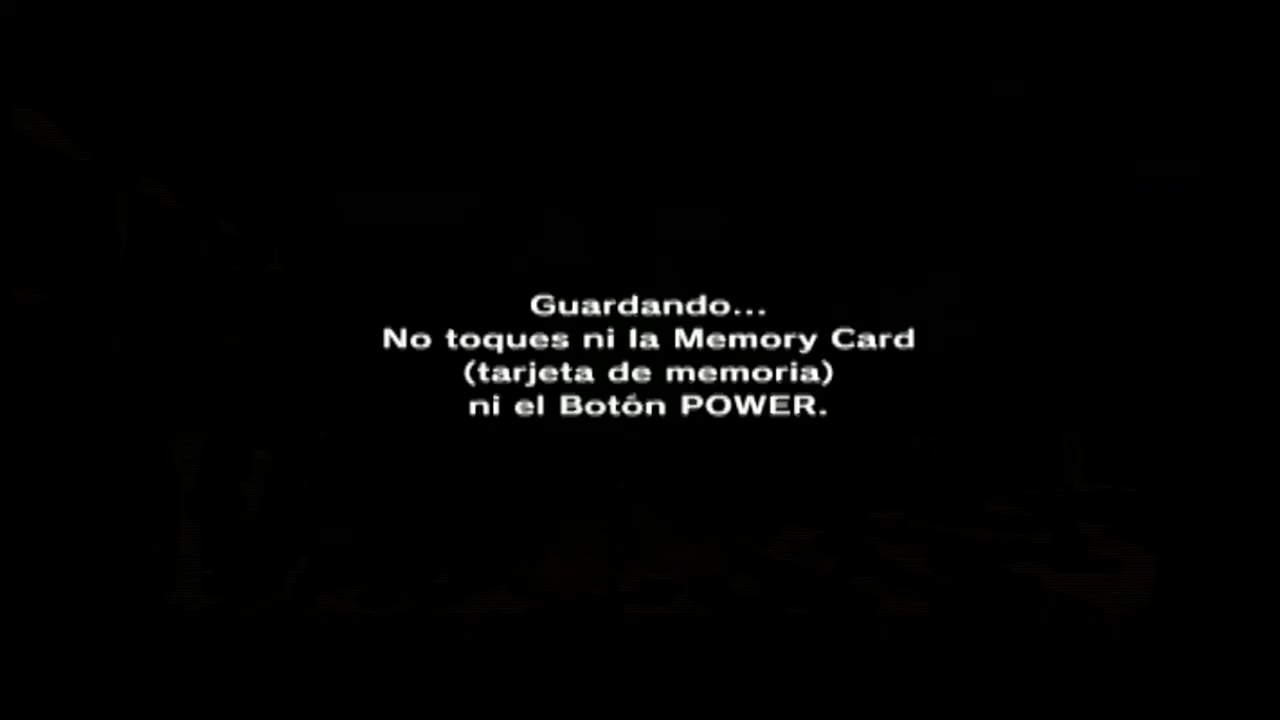 Guardando...
No toques ni la Memory Card
(tarjeta de memoria)
ni el Botón POWER.